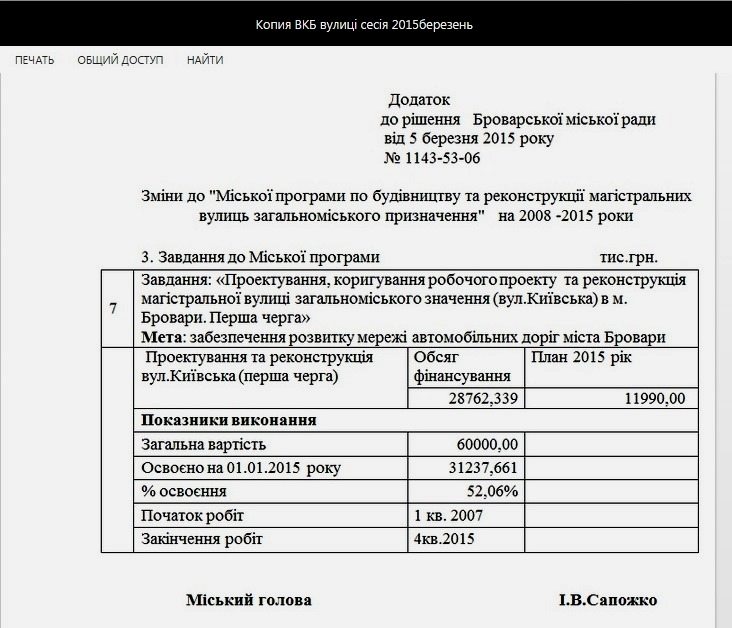 Копия ВКБ вулиці сесія 2015березень
ПЕЧАТЬ ОБЩИЙ ДОСТУП НАЙТИ
Додаток
до рішення Броварської міської ради
від 5 березня 2015 року
№ 1143-53-06
Зміни до "Міської програми по будівництву та реконструкції магістральних
вулиць загальноміського призначення" на 2008 -2015 роки
3. Завдання до Міської програми тис.грн.
7
Завдання: «Проектування, коригування робочого проекту та реконструкція
магістральної вулиці загальноміського значення (вул.Київська) в м.
Бровари. Перша черга»
Мета: забезпечення розвитку мережі автомобільних доріг міста Бровари
Проектування та реконструкція Обсяг План 2015 рік
вул.Київська (перша черга) фінансування
28762,339 11990,00
Показники виконання
Загальна вартість 60000,00
Освоєно на 01.01.2015 року 31237,661
% освоєння 52,06%
Початок робіт 1 кв. 2007
Закінчення робіт 4кв.2015
Міський голова І.В.Сапожко